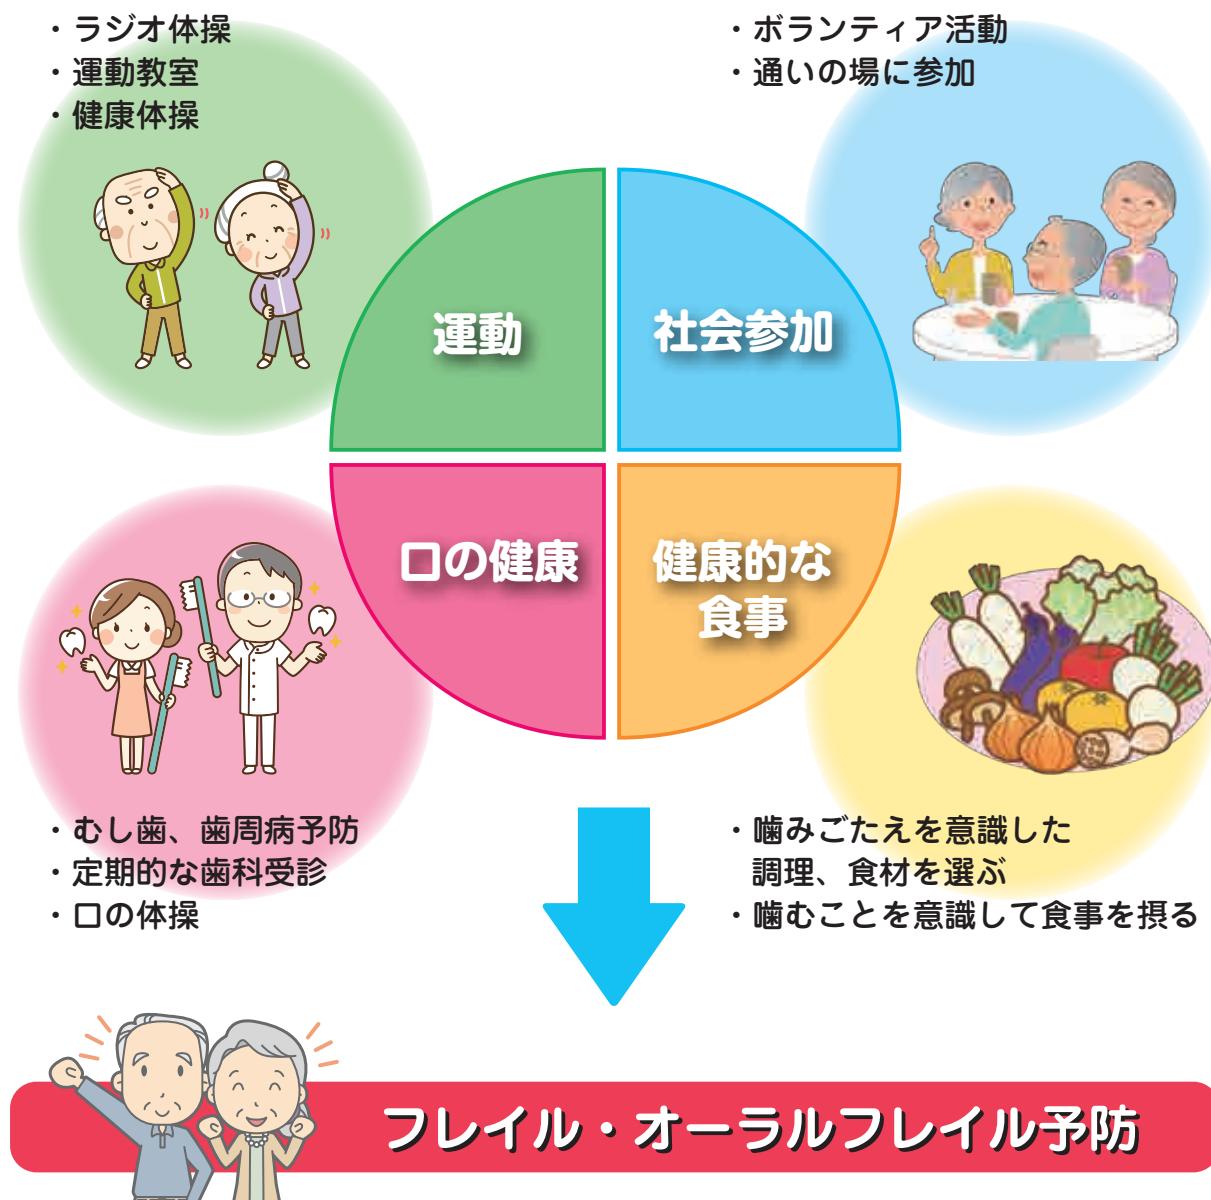 ・ラジオ体操
・運動教室
・健康体操
・ボランティア活動
・通いの場に参加
運動
社会参加
口の健康
健康的な
食事
・むし歯、歯周病予防
・定期的な歯科受診
・口の体操
・噛みごたえを意識した
調理、食材を選ぶ
・噛むことを意識して食事を摂る
フレイル・オーラルフレイル予防